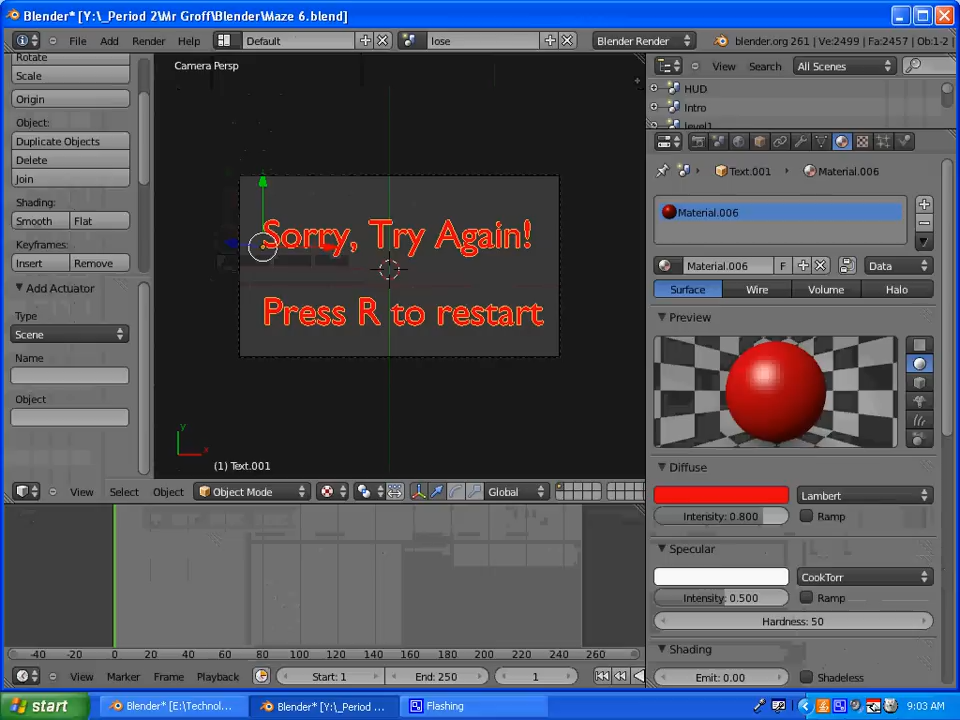 Blender* [Y:\_Period 2\Mr Groff\Blender\Maze 6.blend]
File Add Render Help Default lose Blender Render blender.org 261 | Ve:2499 | Fa:2457 | Ob:1-2
Rotate
Scale
Origin
Object:
Duplicate Objects
Delete
Join
Shading:
Smooth Flat
Keyframes:
Insert Remove
Add Actuator
Type
Scene
Name
Object
Camera Persp
Sorry, Try Again!
Press R to restart
y
x
(1) Text.001
View Select Object Object Mode Global
View Search All Scenes
HUD
Intro
level1
Text.001 Material.006
Material.006
Material.006 F Data
Surface Wire Volume Halo
Preview
Diffuse
Lambert
Intensity: 0.800 Ramp
Specular
CookTorr
Intensity: 0.500 Ramp
Hardness: 50
Shading
Emit: 0.00 Shadeless
-40 -20 0 20 40 60 80 100 120 140 160 180 200 220 240 260
View Marker Frame Playback Start: 1 End: 250 1
start Blender* [E:\Technol... Blender* [Y:\_Period ... Flashing 9:03 AM